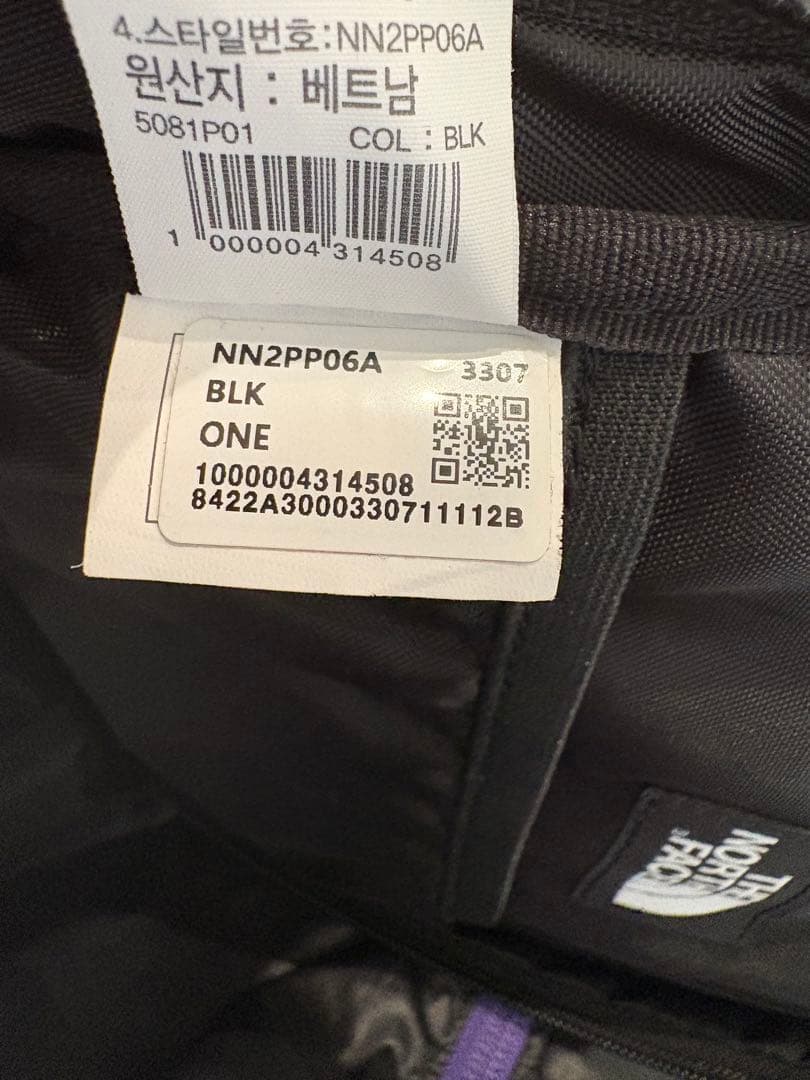 4.스타일번호:NN2PP06A
원산지 : 베트남
5081P01 COL : BLK
1 000004 314508
NN2PP06A 3307
BLK
ONE
1000004314508
8422A3000330711112B
THE
NORTH
FACE